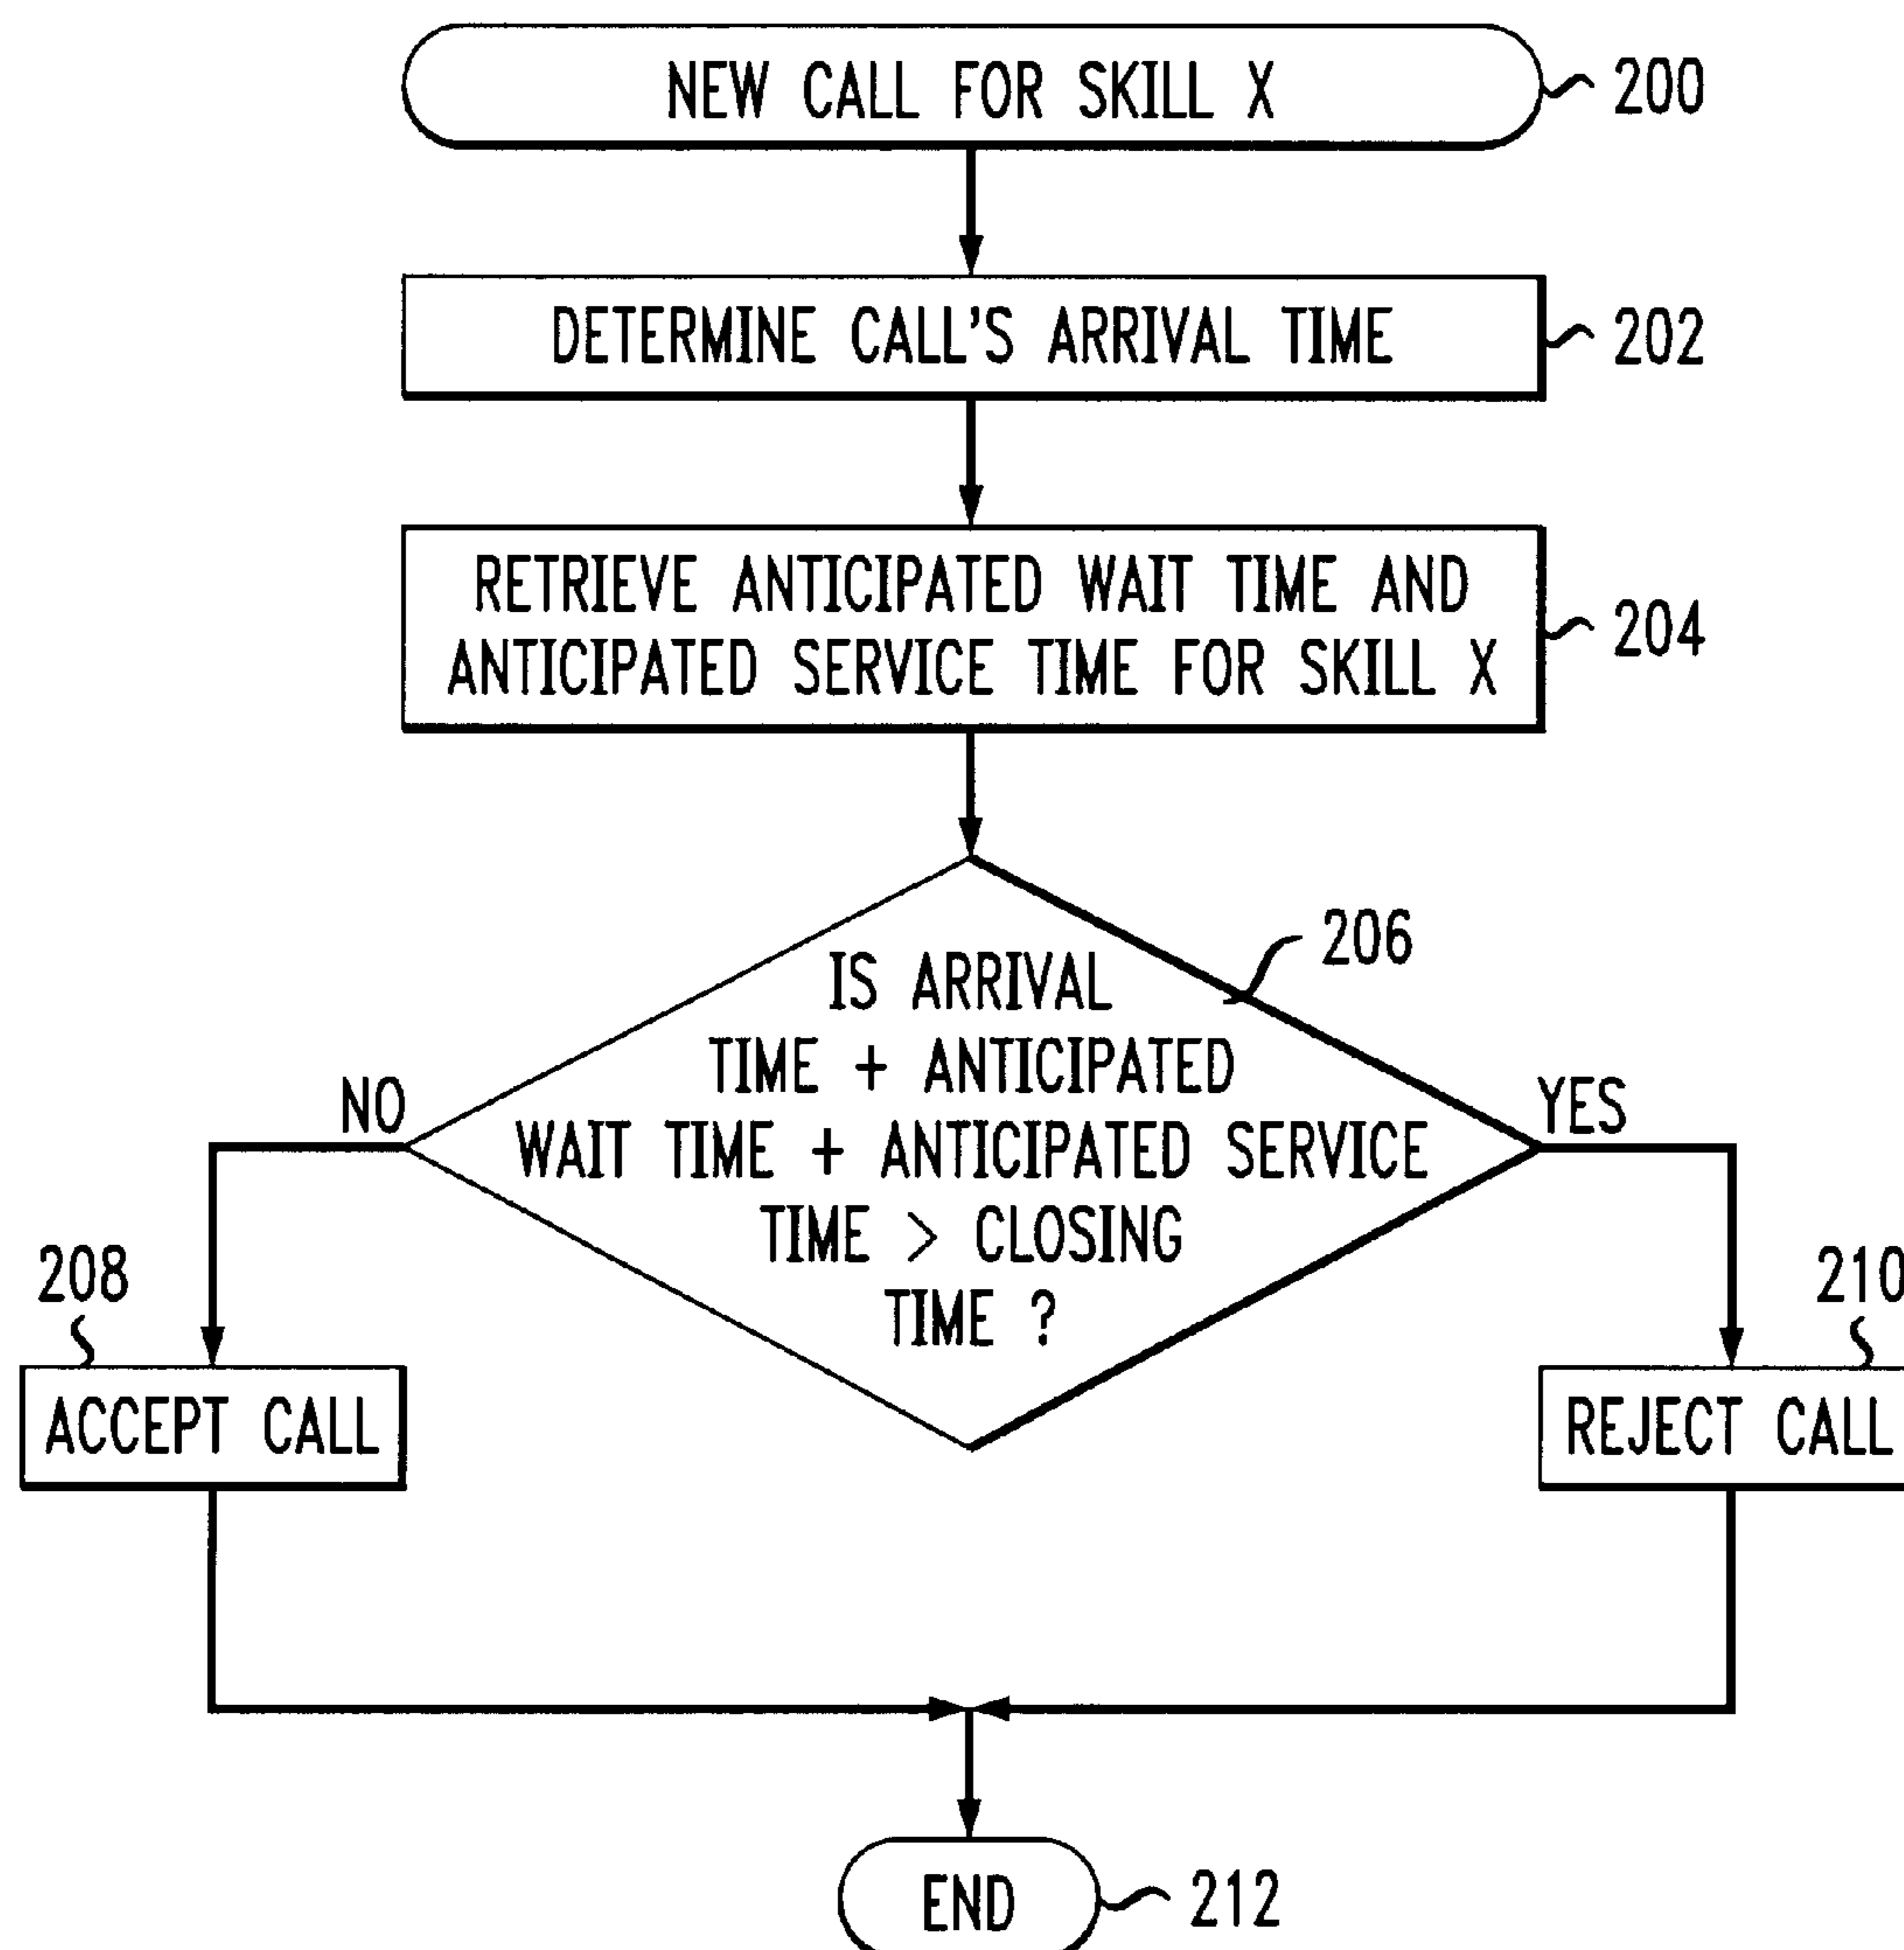 NEW CALL FOR SKILL X
200
DETERMINE CALL'S ARRIVAL TIME
202
RETRIEVE ANTICIPATED WAIT TIME AND
ANTICIPATED SERVICE TIME FOR SKILL X
204
206
IS ARRIVAL
TIME + ANTICIPATED
WAIT TIME + ANTICIPATED SERVICE
TIME > CLOSING
TIME ?
NO
YES
208
ACCEPT CALL
210
REJECT CALL
END
212